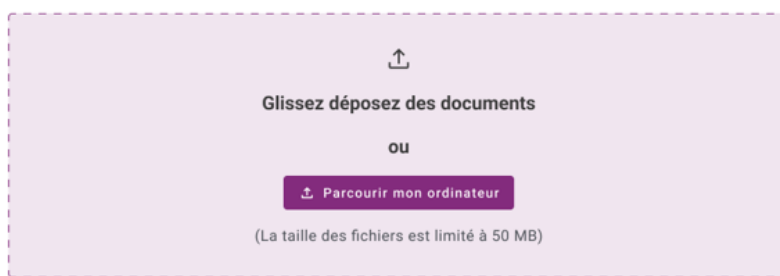 Glissez déposez des documents
ou
Parcourir mon ordinateur
(La taille des fichiers est limité à 50 MB)